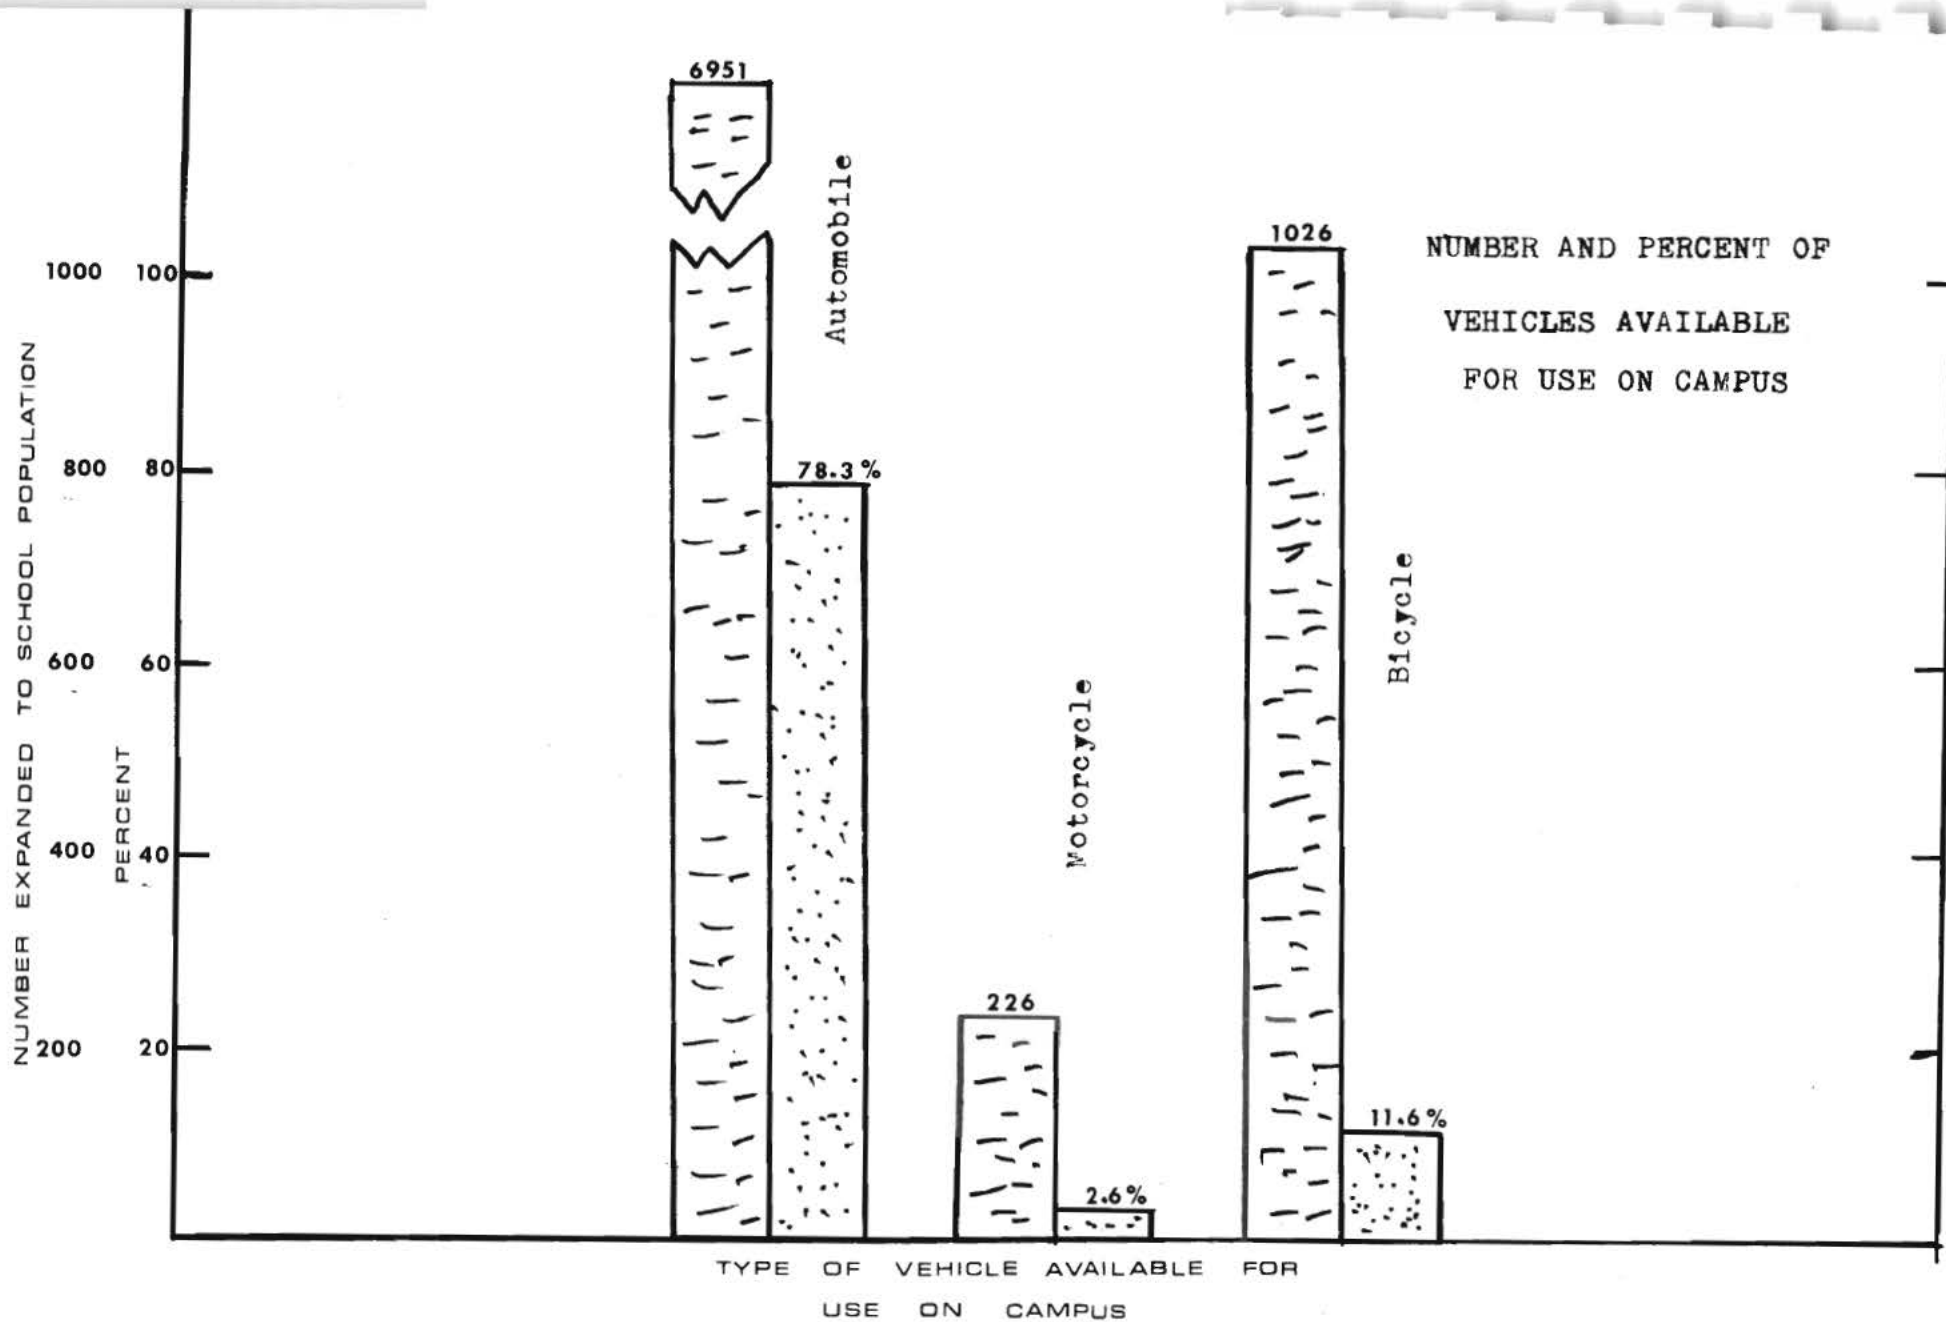 NUMBER AND PERCENT OF
VEHICLES AVAILABLE
FOR USE ON CAMPUS
NUMBER EXPANDED TO SCHOOL POPULATION
PERCENT
1000 100
800 80
600 60
400 40
200 20
6951
78.3%
Automobile
226
2.6%
Motorcycle
1026
11.6%
Bicycle
TYPE OF VEHICLE AVAILABLE FOR
USE ON CAMPUS